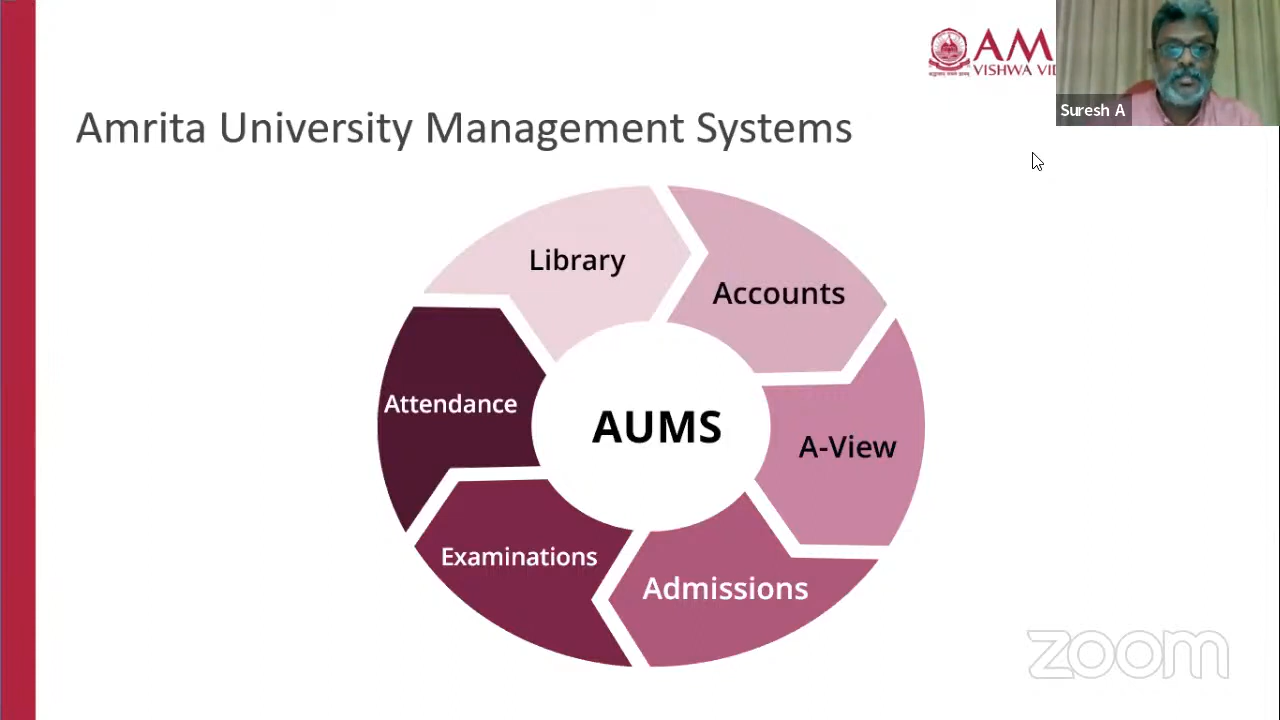 AM
VISHWA VID
Suresh A
Amrita University Management Systems
Library
Accounts
Attendance
AUMS
A-View
Examinations
Admissions
zoom